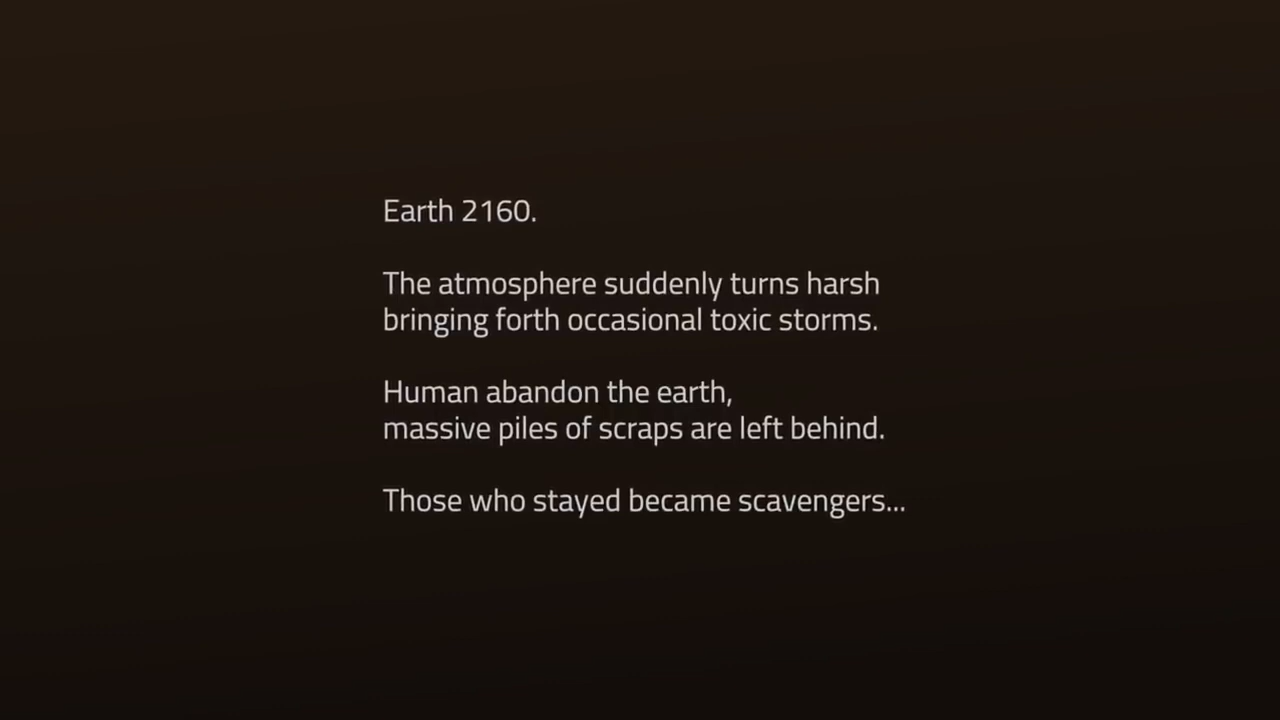 Earth 2160.
The atmosphere suddenly turns harsh
bringing forth occasional toxic storms.
Human abandon the earth,
massive piles of scraps are left behind.
Those who stayed became scavengers...